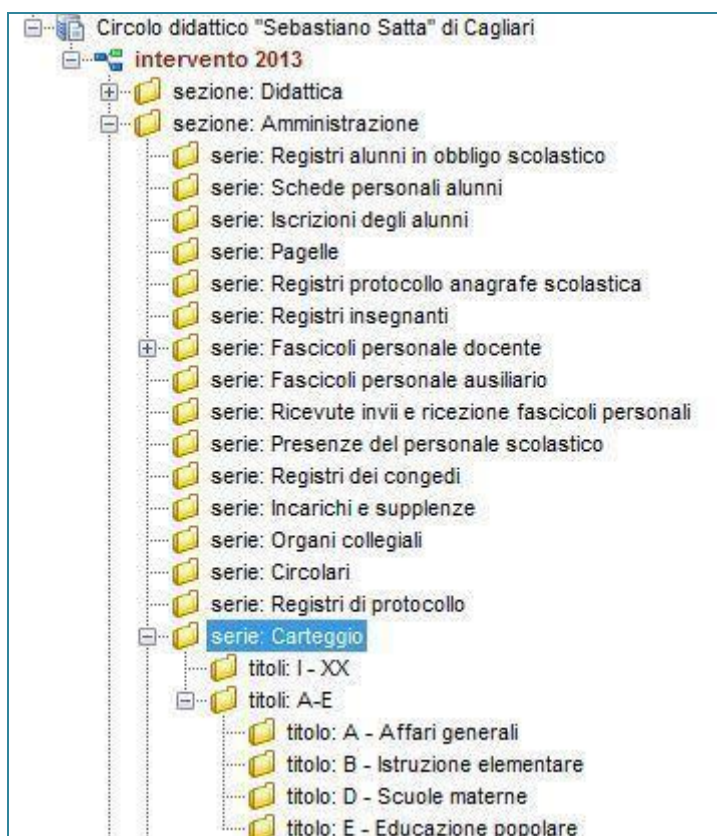 Circolo didattico "Sebastiano Satta" di Cagliari
intervento 2013
sezione: Didattica
sezione: Amministrazione
serie: Registri alunni in obbligo scolastico
serie: Schede personali alunni
serie: Iscrizioni degli alunni
serie: Pagelle
serie: Registri protocollo anagrafe scolastica
serie: Registri insegnanti
serie: Fascicoli personale docente
serie: Fascicoli personale ausiliario
serie: Ricevute invii e ricezione fascicoli personali
serie: Presenze del personale scolastico
serie: Registri dei congedi
serie: Incarichi e supplenze
serie: Organi collegiali
serie: Circolari
serie: Registri di protocollo
serie: Carteggio
titoli: I - XX
titoli: A-E
titolo: A - Affari generali
titolo: B - Istruzione elementare
titolo: D - Scuole materne
titolo: E - Educazione popolare